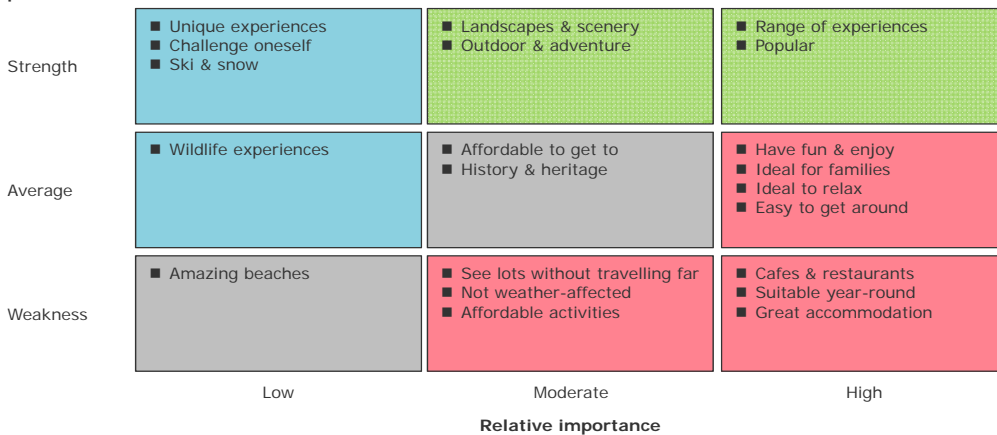 Strength
■ Unique experiences
■ Challenge oneself
■ Ski & snow
■ Landscapes & scenery
■ Outdoor & adventure
■ Range of experiences
■ Popular
Average
■ Wildlife experiences
■ Affordable to get to
■ History & heritage
■ Have fun & enjoy
■ Ideal for families
■ Ideal to relax
■ Easy to get around
Weakness
■ Amazing beaches
■ See lots without travelling far
■ Not weather-affected
■ Affordable activities
■ Cafes & restaurants
■ Suitable year-round
■ Great accommodation
Low
Moderate
High
Relative importance